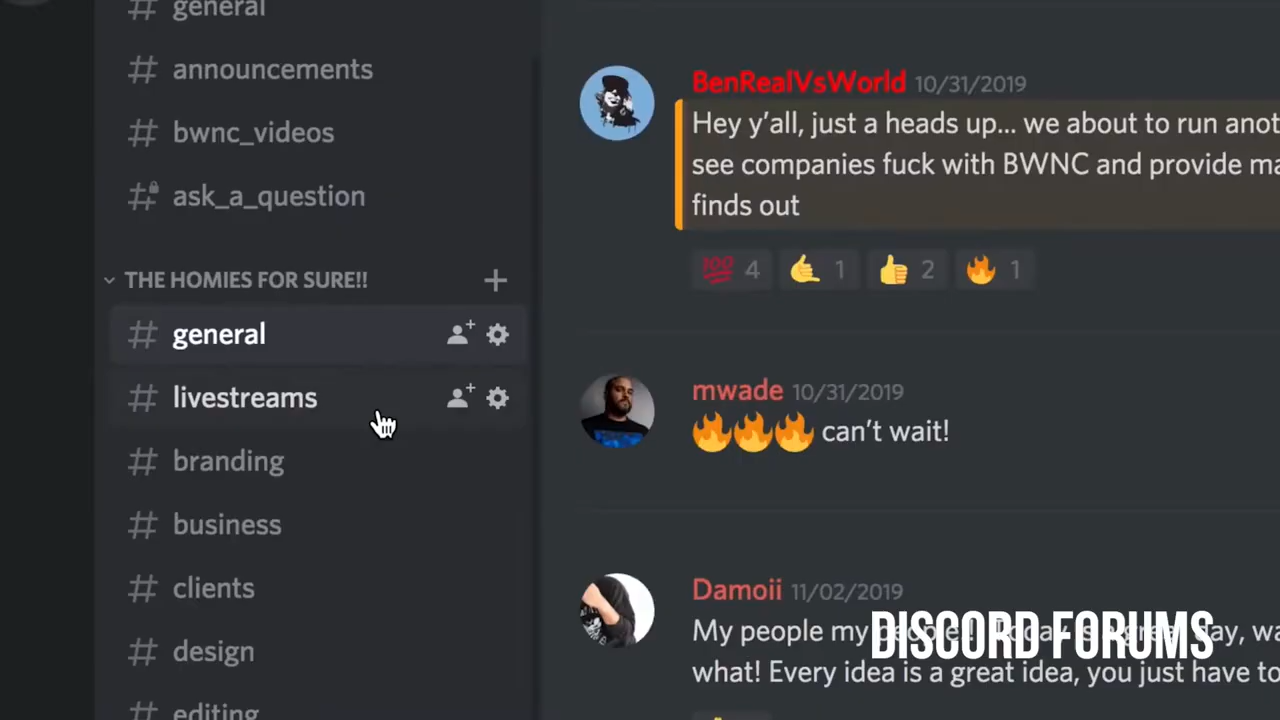 general
announcements
bwnc_videos
ask_a_question
THE HOMIES FOR SURE!!
general
livestreams
branding
business
clients
design
editing
BenRealVsWorld 10/31/2019
Hey y’all, just a heads up... we about to run anot
see companies fuck with BWNC and provide ma
finds out
💯 4 🤙 1 👍 2 🔥 1
mwade 10/31/2019
🔥🔥🔥 can’t wait!
Damoii 11/02/2019
My people my day, wa
what! Every idea is a great idea, you just have to
DISCORD FORUMS